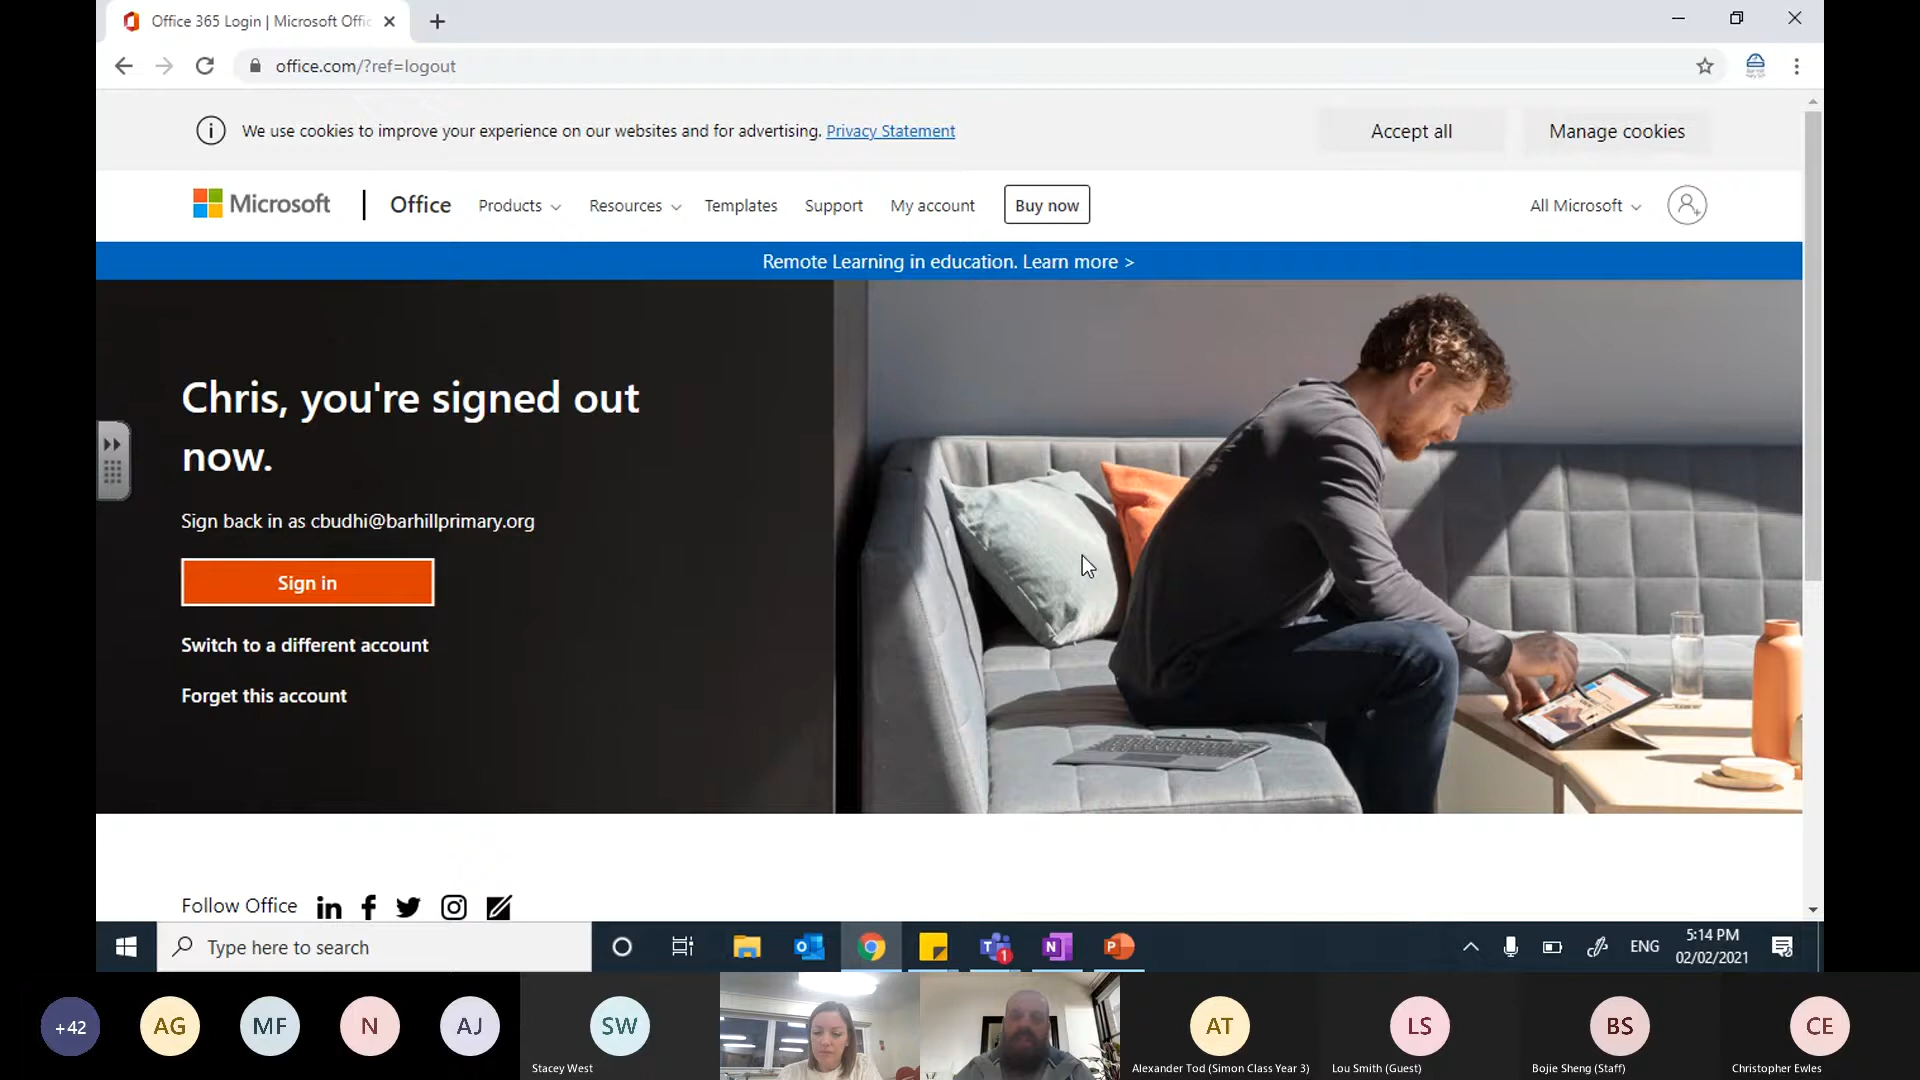 Office 365 Login | Microsoft Offic
office.com/?ref=logout
We use cookies to improve your experience on our websites and for advertising. Privacy Statement
Accept all
Manage cookies
Microsoft
Office
Products
Resources
Templates
Support
My account
Buy now
All Microsoft
Remote Learning in education. Learn more >
Chris, you're signed out
now.
Sign back in as cbudhi@barhillprimary.org
Sign in
Switch to a different account
Forget this account
Follow Office
Type here to search
1
ENG
5:14 PM
02/02/2021
+42
AG
MF
N
AJ
SW
Stacey West
AT
Alexander Tod (Simon Class Year 3)
LS
Lou Smith (Guest)
BS
Bojie Sheng (Staff)
CE
Christopher Ewles